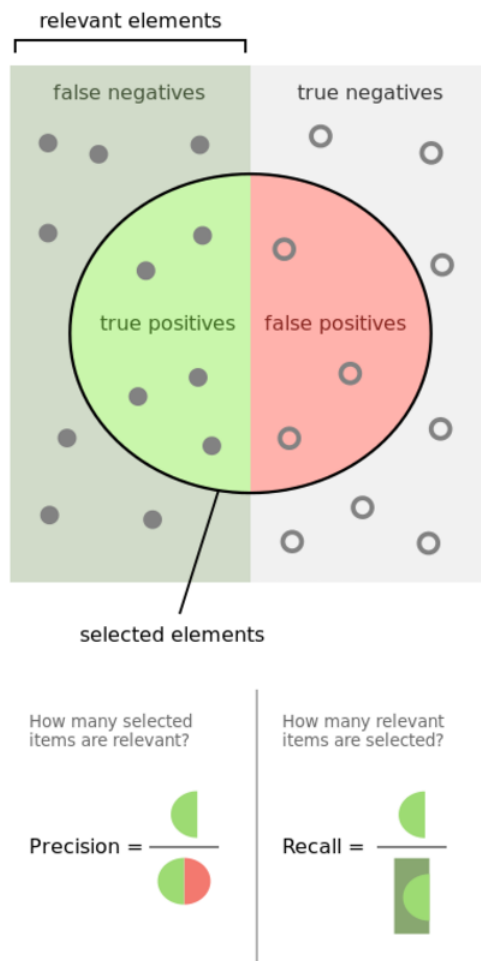 relevant elements
false negatives
true negatives
true positives
false positives
selected elements
How many selected
items are relevant?
How many relevant
items are selected?
Precision =
Recall =